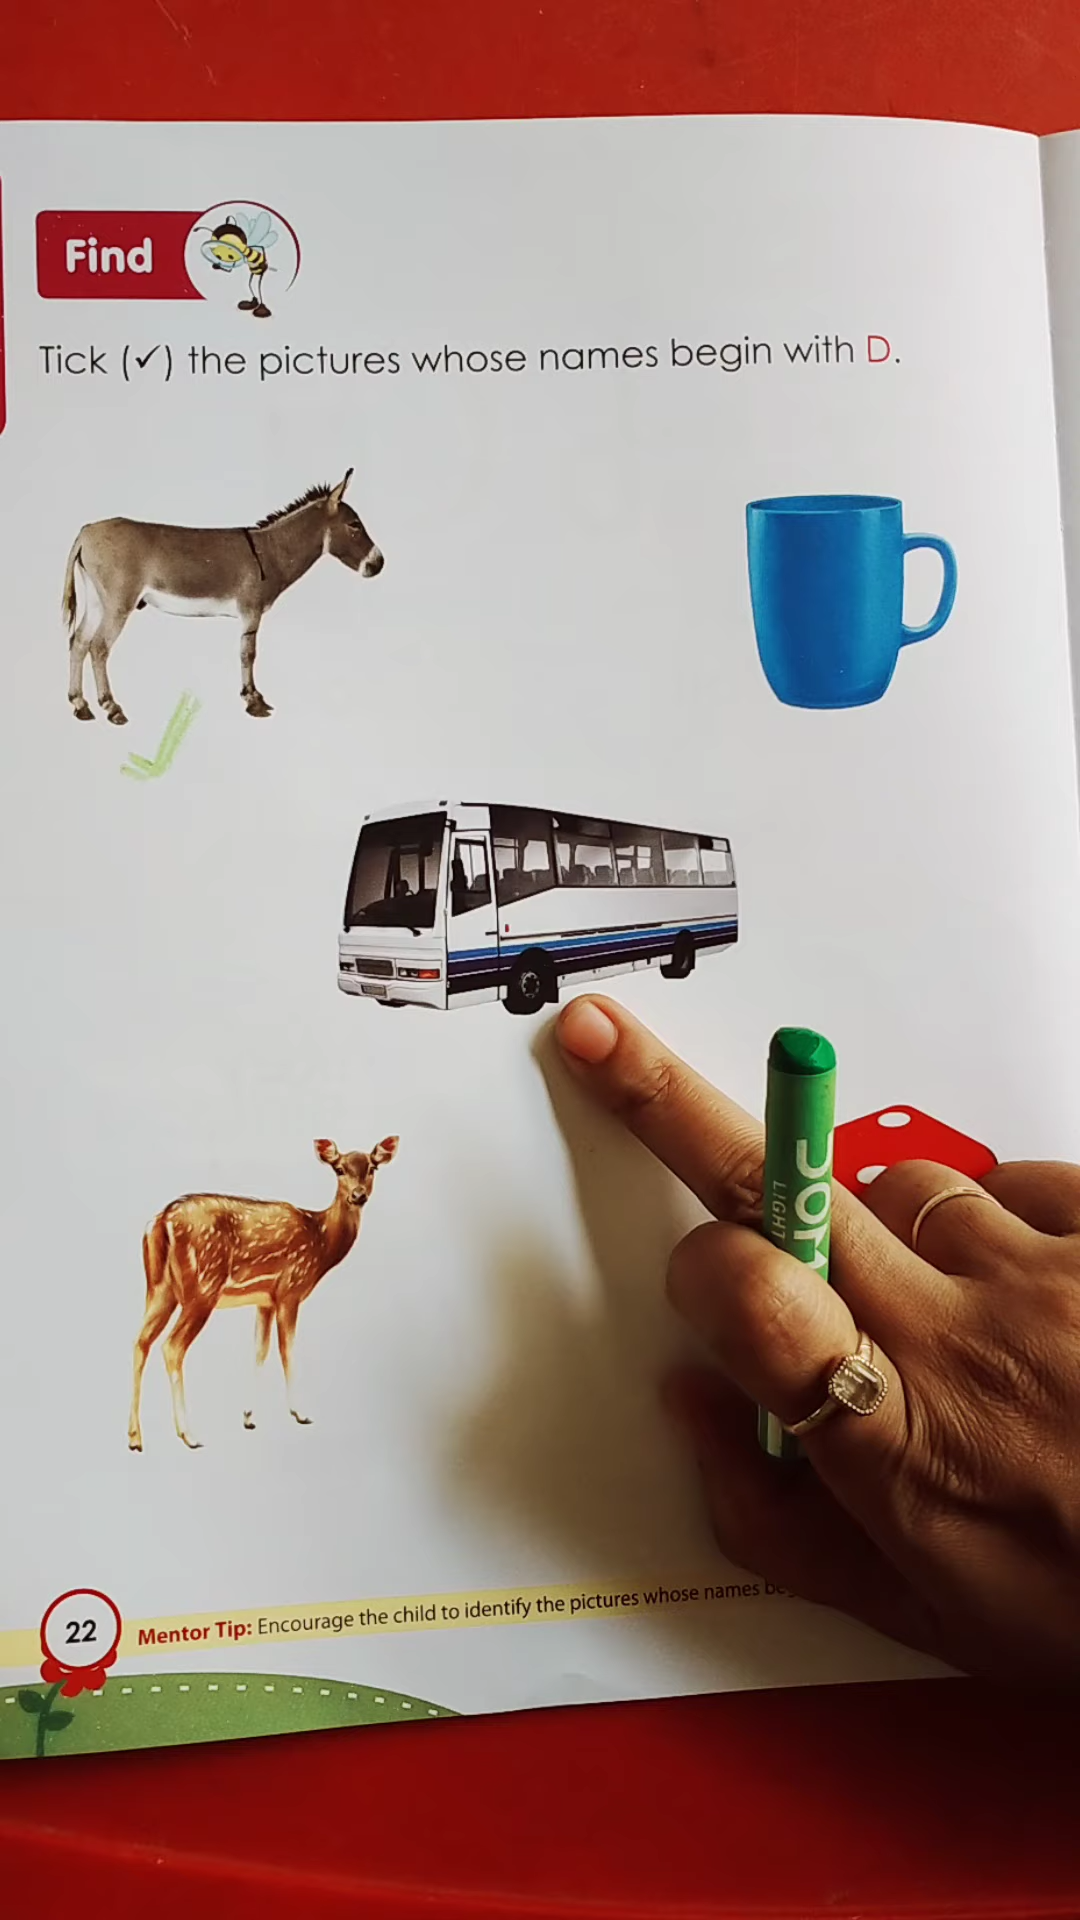 Find
Tick (✓) the pictures whose names begin with D.
LIGHT
22
Mentor Tip: Encourage the child to identify the pictures whose names